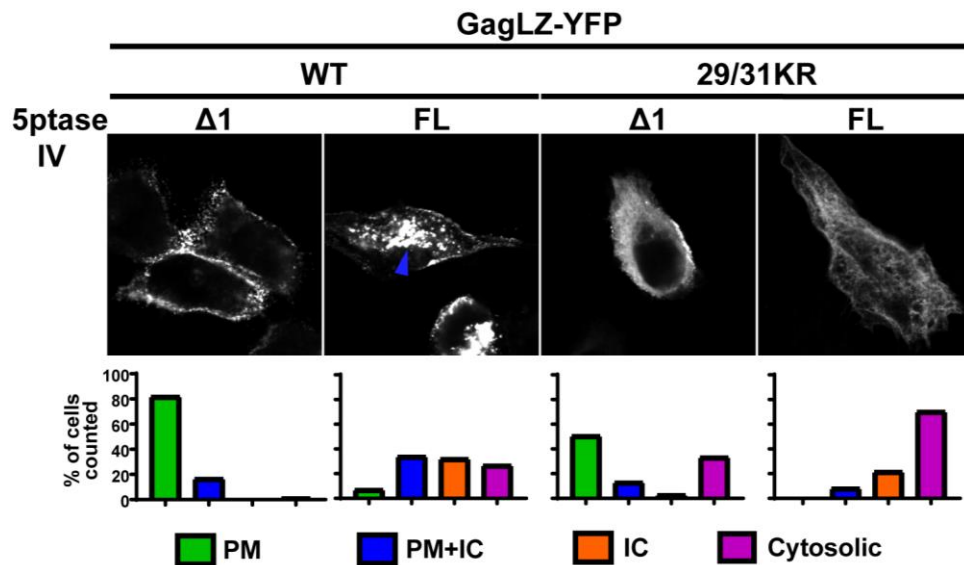 GagLZ-YFP
WT 29/31KR
5ptase IV Δ1 FL Δ1 FL
% of cells counted
100
80
60
40
20
0
PM PM+IC IC Cytosolic